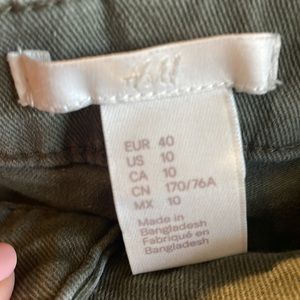 H&M
EUR 40
US 10
CA 10
CN 170/76A
MX 10
Made in
Bangladesh
Fabriqué en
Bangladesh